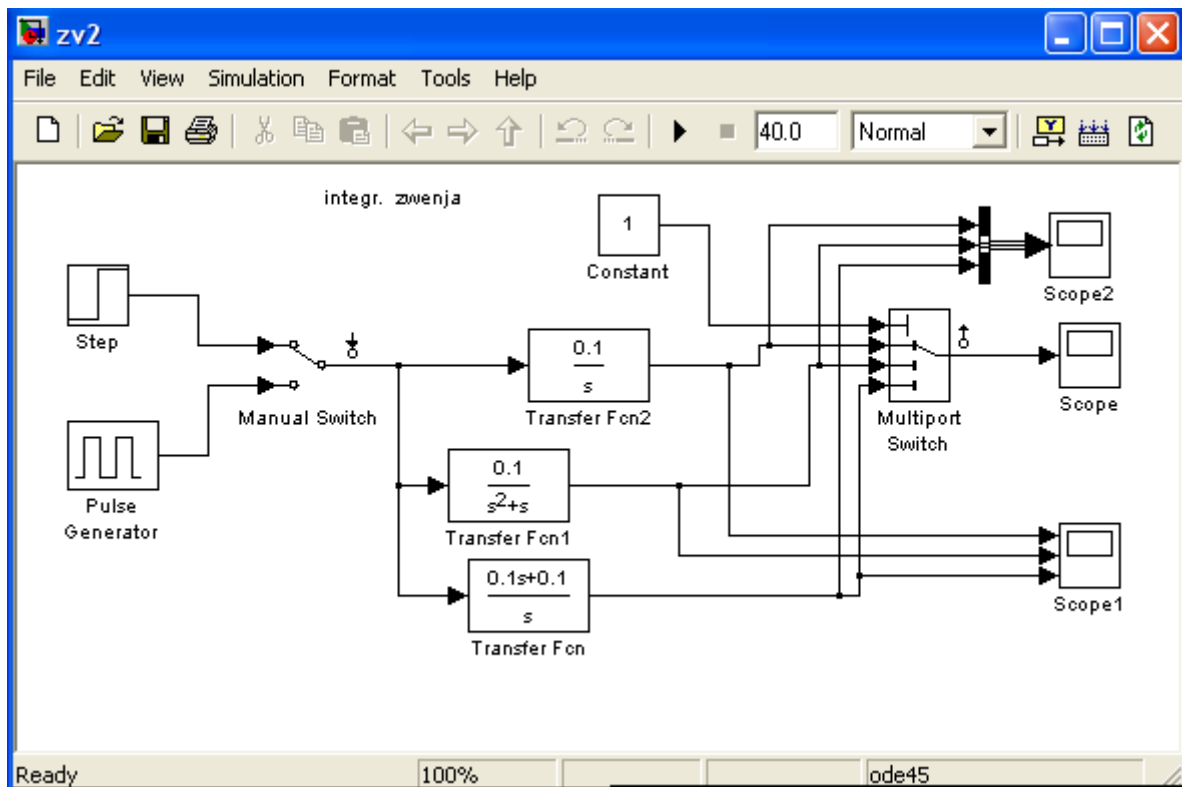 zv2
File Edit View Simulation Format Tools Help
40.0 Normal
integr. zwenja
1
Constant
Scope2
Step
Manual Switch
0.1
s
Transfer Fcn2
Multiport
Switch
Scope
Pulse
Generator
0.1
s2+s
Transfer Fcn1
0.1s+0.1
s
Transfer Fcn
Scope1
Ready 100% ode45